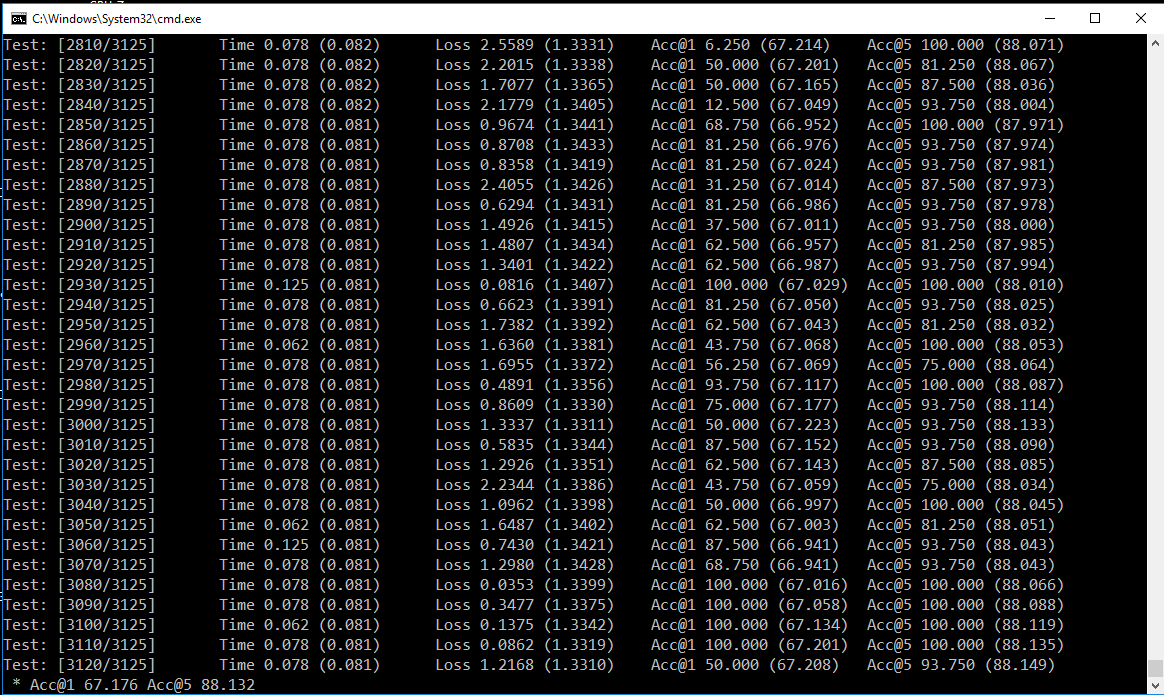 C:\Windows\System32\cmd.exe
Test: [2810/3125] Time 0.078 (0.082) Loss 2.5589 (1.3331) Acc@1 6.250 (67.214) Acc@5 100.000 (88.071)
Test: [2820/3125] Time 0.078 (0.082) Loss 2.2015 (1.3338) Acc@1 50.000 (67.201) Acc@5 81.250 (88.067)
Test: [2830/3125] Time 0.078 (0.082) Loss 1.7077 (1.3365) Acc@1 50.000 (67.165) Acc@5 87.500 (88.036)
Test: [2840/3125] Time 0.078 (0.082) Loss 2.1779 (1.3405) Acc@1 12.500 (67.049) Acc@5 93.750 (88.004)
Test: [2850/3125] Time 0.078 (0.081) Loss 0.9674 (1.3441) Acc@1 68.750 (66.952) Acc@5 100.000 (87.971)
Test: [2860/3125] Time 0.078 (0.081) Loss 0.8708 (1.3433) Acc@1 81.250 (66.976) Acc@5 93.750 (87.974)
Test: [2870/3125] Time 0.078 (0.081) Loss 0.8358 (1.3419) Acc@1 81.250 (67.024) Acc@5 93.750 (87.981)
Test: [2880/3125] Time 0.078 (0.081) Loss 2.4055 (1.3426) Acc@1 31.250 (67.014) Acc@5 87.500 (87.973)
Test: [2890/3125] Time 0.078 (0.081) Loss 0.6294 (1.3431) Acc@1 81.250 (66.986) Acc@5 93.750 (87.978)
Test: [2900/3125] Time 0.078 (0.081) Loss 1.4926 (1.3415) Acc@1 37.500 (67.011) Acc@5 93.750 (88.000)
Test: [2910/3125] Time 0.078 (0.081) Loss 1.4807 (1.3434) Acc@1 62.500 (66.957) Acc@5 81.250 (87.985)
Test: [2920/3125] Time 0.078 (0.081) Loss 1.3401 (1.3422) Acc@1 62.500 (66.987) Acc@5 93.750 (87.994)
Test: [2930/3125] Time 0.125 (0.081) Loss 0.0816 (1.3407) Acc@1 100.000 (67.029) Acc@5 100.000 (88.010)
Test: [2940/3125] Time 0.078 (0.081) Loss 0.6623 (1.3391) Acc@1 81.250 (67.050) Acc@5 93.750 (88.025)
Test: [2950/3125] Time 0.078 (0.081) Loss 1.7382 (1.3392) Acc@1 62.500 (67.043) Acc@5 81.250 (88.032)
Test: [2960/3125] Time 0.062 (0.081) Loss 1.6360 (1.3381) Acc@1 43.750 (67.068) Acc@5 100.000 (88.053)
Test: [2970/3125] Time 0.078 (0.081) Loss 1.6955 (1.3372) Acc@1 56.250 (67.069) Acc@5 75.000 (88.064)
Test: [2980/3125] Time 0.078 (0.081) Loss 0.4891 (1.3356) Acc@1 93.750 (67.117) Acc@5 100.000 (88.087)
Test: [2990/3125] Time 0.078 (0.081) Loss 0.8609 (1.3330) Acc@1 75.000 (67.177) Acc@5 93.750 (88.114)
Test: [3000/3125] Time 0.078 (0.081) Loss 1.3337 (1.3311) Acc@1 50.000 (67.223) Acc@5 93.750 (88.133)
Test: [3010/3125] Time 0.078 (0.081) Loss 0.5835 (1.3344) Acc@1 87.500 (67.152) Acc@5 93.750 (88.090)
Test: [3020/3125] Time 0.078 (0.081) Loss 1.2926 (1.3351) Acc@1 62.500 (67.143) Acc@5 87.500 (88.085)
Test: [3030/3125] Time 0.078 (0.081) Loss 2.2344 (1.3386) Acc@1 43.750 (67.059) Acc@5 75.000 (88.034)
Test: [3040/3125] Time 0.078 (0.081) Loss 1.0962 (1.3398) Acc@1 50.000 (66.997) Acc@5 100.000 (88.045)
Test: [3050/3125] Time 0.062 (0.081) Loss 1.6487 (1.3402) Acc@1 62.500 (67.003) Acc@5 81.250 (88.051)
Test: [3060/3125] Time 0.125 (0.081) Loss 0.7430 (1.3421) Acc@1 87.500 (66.941) Acc@5 93.750 (88.043)
Test: [3070/3125] Time 0.078 (0.081) Loss 1.2980 (1.3428) Acc@1 68.750 (66.941) Acc@5 93.750 (88.043)
Test: [3080/3125] Time 0.078 (0.081) Loss 0.0353 (1.3399) Acc@1 100.000 (67.016) Acc@5 100.000 (88.066)
Test: [3090/3125] Time 0.078 (0.081) Loss 0.3477 (1.3375) Acc@1 100.000 (67.058) Acc@5 100.000 (88.088)
Test: [3100/3125] Time 0.062 (0.081) Loss 0.1375 (1.3342) Acc@1 100.000 (67.134) Acc@5 100.000 (88.119)
Test: [3110/3125] Time 0.078 (0.081) Loss 0.0862 (1.3319) Acc@1 100.000 (67.201) Acc@5 100.000 (88.135)
Test: [3120/3125] Time 0.078 (0.081) Loss 1.2168 (1.3310) Acc@1 50.000 (67.208) Acc@5 93.750 (88.149)
* Acc@1 67.176 Acc@5 88.132